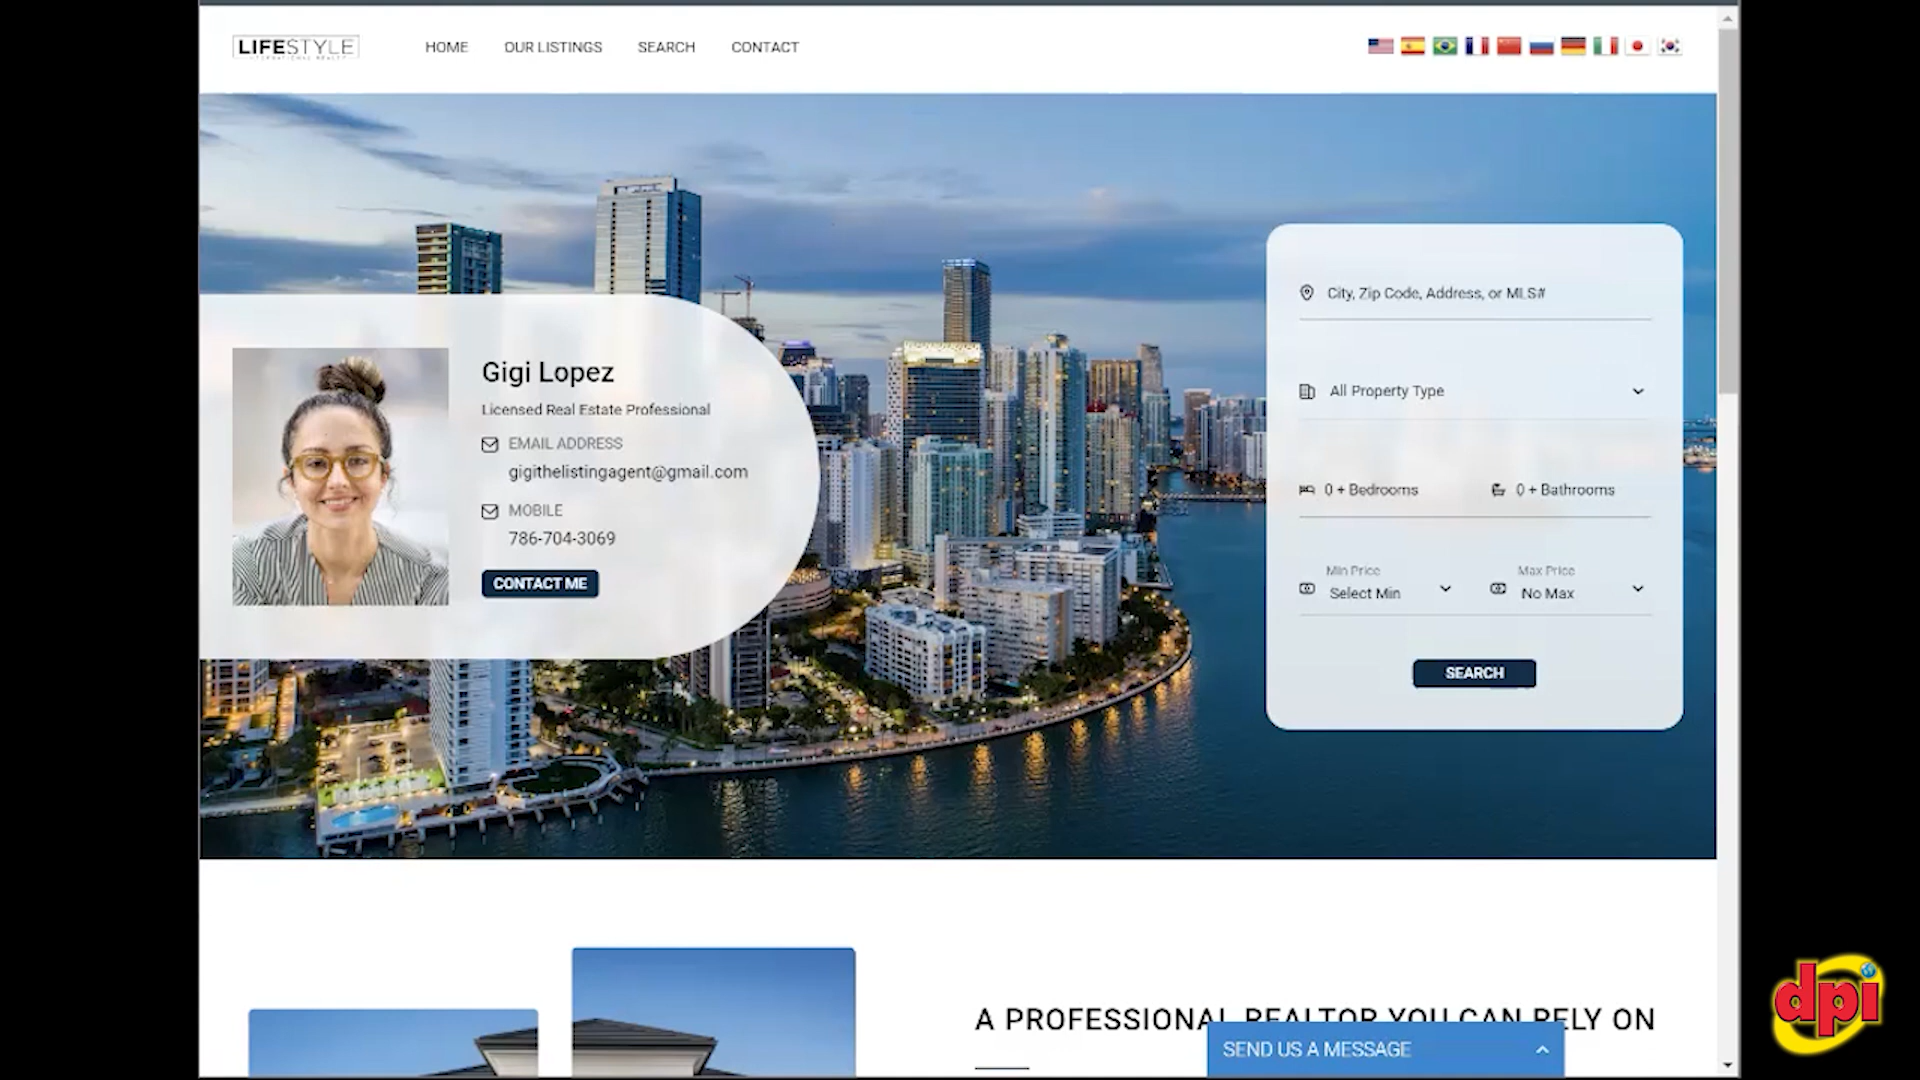 LIFESTYLE
INTERNATIONAL REALTY
HOME
OUR LISTINGS
SEARCH
CONTACT
Gigi Lopez
Licensed Real Estate Professional
EMAIL ADDRESS
gigithelistingagent@gmail.com
MOBILE
786-704-3069
CONTACT ME
City, Zip Code, Address, or MLS#
All Property Type
0 + Bedrooms
0 + Bathrooms
Min Price
Select Min
Max Price
No Max
SEARCH
A PROFESSIONAL REALTOR YOU CAN RELY ON
SEND US A MESSAGE
dpi